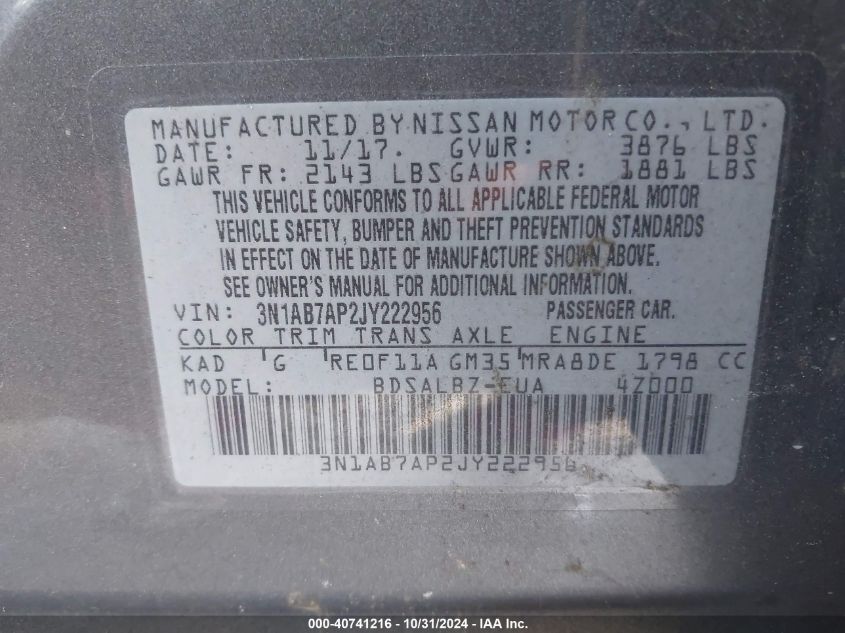 MANUFACTURED BY NISSAN MOTOR CO., LTD.
DATE: 11/17. GVWR: 3876 LBS
GAWR FR: 2143 LBS GAWR RR: 1881 LBS
THIS VEHICLE CONFORMS TO ALL APPLICABLE FEDERAL MOTOR
VEHICLE SAFETY, BUMPER AND THEFT PREVENTION STANDARDS
IN EFFECT ON THE DATE OF MANUFACTURE SHOWN ABOVE.
SEE OWNER'S MANUAL FOR ADDITIONAL INFORMATION.
VIN: 3N1AB7AP2JY222956 PASSENGER CAR.
COLOR TRIM TRANS AXLE ENGINE
KAD G RE0F11A GM35 MRA8DE 1798 CC
MODEL: BDSALBZ-EUA 4Z000
3N1AB7AP2JY222956
000-40741216 - 10/31/2024 - IAA Inc.